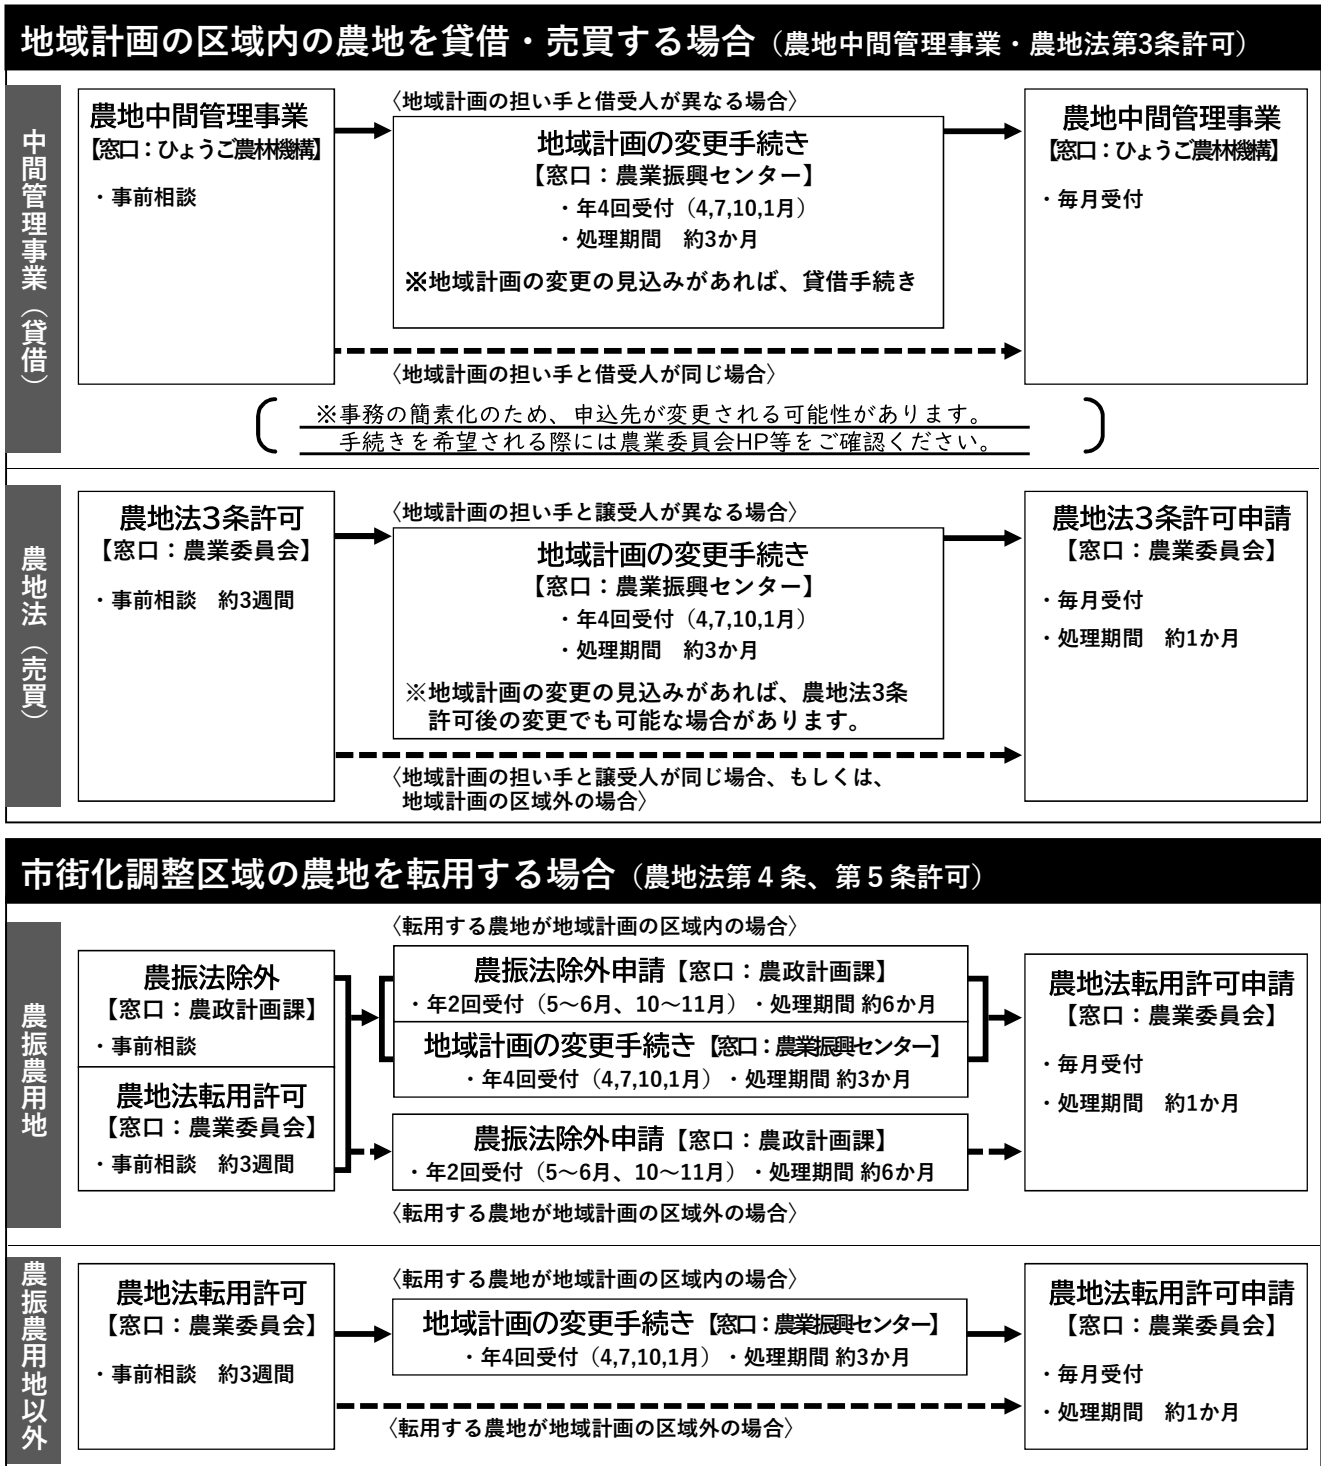 地域計画の区域内の農地を貸借・売買する場合（農地中間管理事業・農地法第3条許可）
中間管理事業（貸借）
農地中間管理事業
【窓口：ひょうご農林機構】
・事前相談
〈地域計画の担い手と借受人が異なる場合〉
地域計画の変更手続き
【窓口：農業振興センター】
・年4回受付（4,7,10,1月）
・処理期間　約3か月
※地域計画の変更の見込みがあれば、貸借手続き
〈地域計画の担い手と借受人が同じ場合〉
農地中間管理事業
【窓口：ひょうご農林機構】
・毎月受付
※事務の簡素化のため、申込先が変更される可能性があります。
手続きを希望される際には農業委員会HP等をご確認ください。
農地法（売買）
農地法3条許可
【窓口：農業委員会】
・事前相談　約3週間
〈地域計画の担い手と譲受人が異なる場合〉
地域計画の変更手続き
【窓口：農業振興センター】
・年4回受付（4,7,10,1月）
・処理期間　約3か月
※地域計画の変更の見込みがあれば、農地法3条
許可後の変更でも可能な場合があります。
〈地域計画の担い手と譲受人が同じ場合、もしくは、
地域計画の区域外の場合〉
農地法3条許可申請
【窓口：農業委員会】
・毎月受付
・処理期間　約1か月
市街化調整区域の農地を転用する場合（農地法第４条、第５条許可）
農振農用地
農振法除外
【窓口：農政計画課】
・事前相談
農地法転用許可
【窓口：農業委員会】
・事前相談　約3週間
〈転用する農地が地域計画の区域内の場合〉
農振法除外申請【窓口：農政計画課】
・年2回受付（5～6月、10～11月）・処理期間 約6か月
地域計画の変更手続き【窓口：農業振興センター】
・年4回受付（4,7,10,1月）・処理期間 約3か月
農振法除外申請【窓口：農政計画課】
・年2回受付（5～6月、10～11月）・処理期間 約6か月
〈転用する農地が地域計画の区域外の場合〉
農地法転用許可申請
【窓口：農業委員会】
・毎月受付
・処理期間　約1か月
農振農用地以外
農地法転用許可
【窓口：農業委員会】
・事前相談　約3週間
〈転用する農地が地域計画の区域内の場合〉
地域計画の変更手続き【窓口：農業振興センター】
・年4回受付（4,7,10,1月）・処理期間 約3か月
〈転用する農地が地域計画の区域外の場合〉
農地法転用許可申請
【窓口：農業委員会】
・毎月受付
・処理期間　約1か月